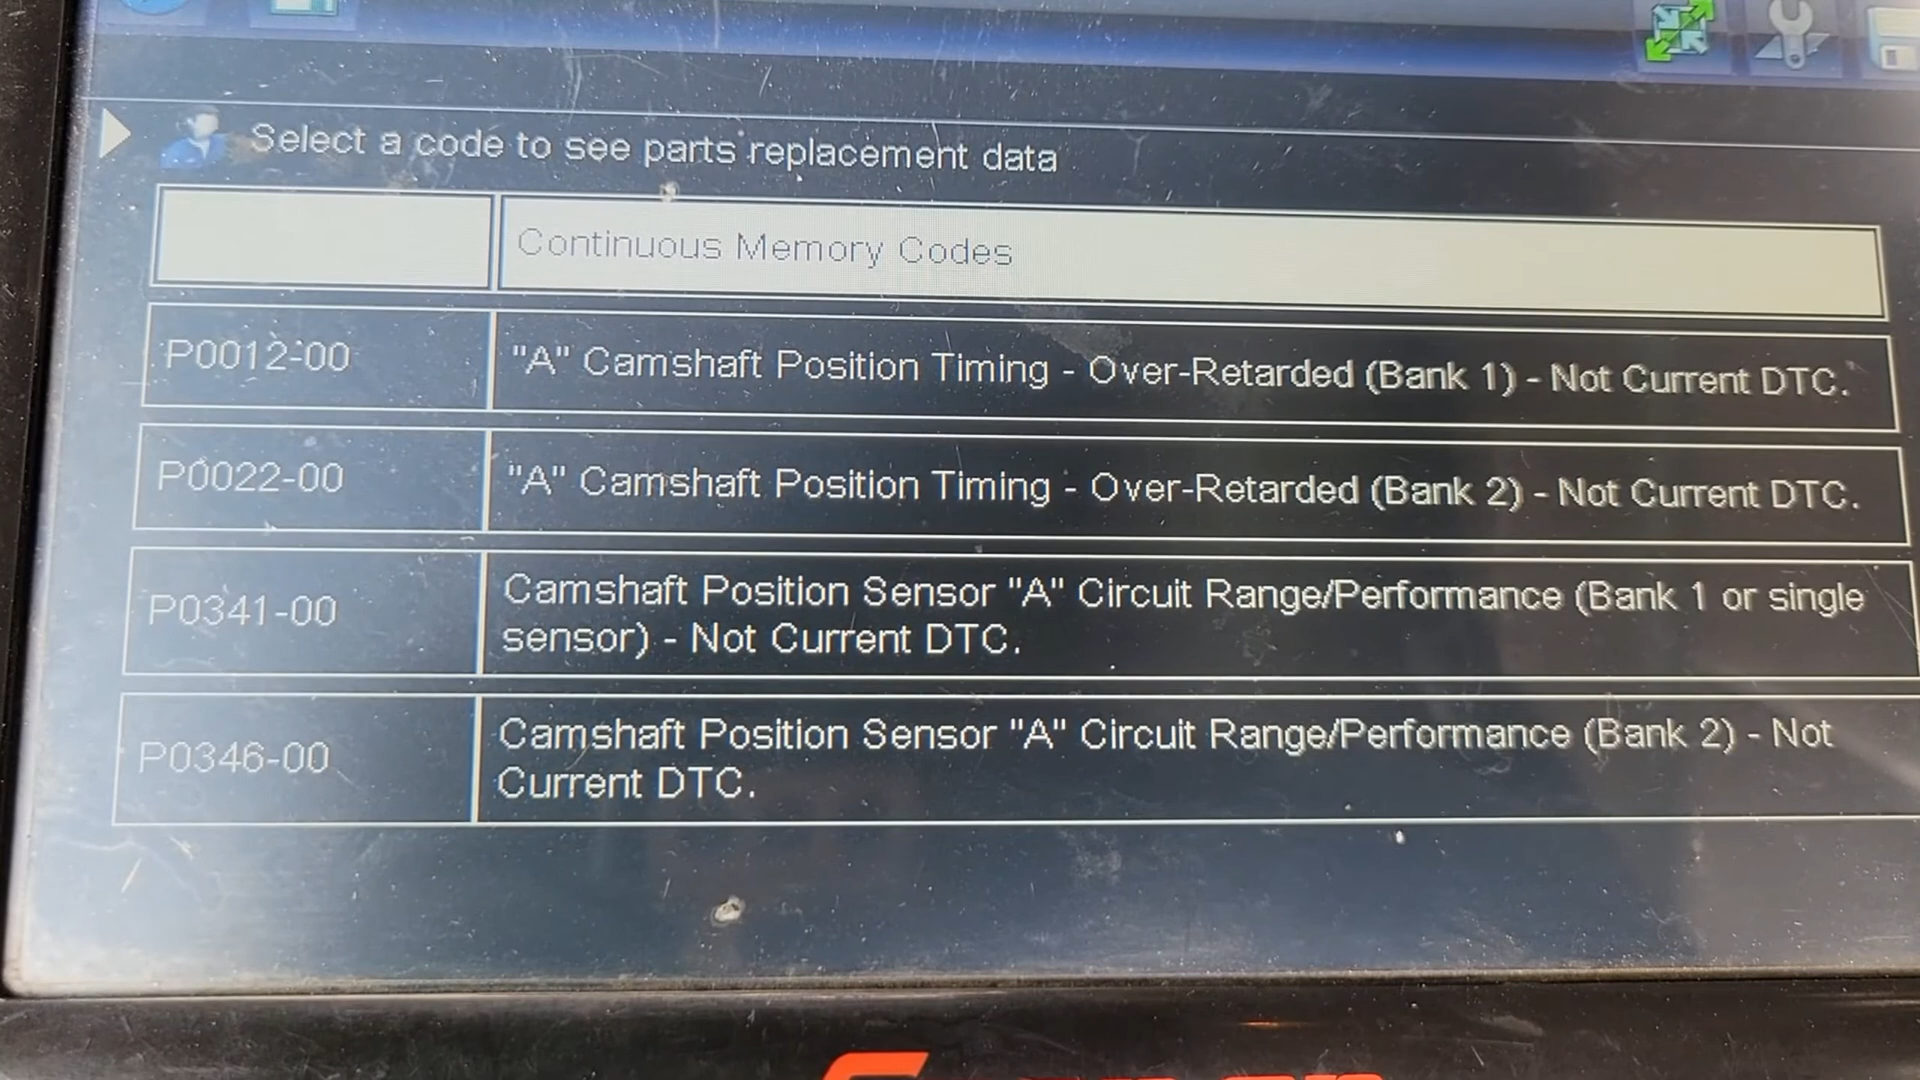 Select a code to see parts replacement data
Continuous Memory Codes
P0012-00 "A" Camshaft Position Timing - Over-Retarded (Bank 1) - Not Current DTC.
P0022-00 "A" Camshaft Position Timing - Over-Retarded (Bank 2) - Not Current DTC.
P0341-00 Camshaft Position Sensor "A" Circuit Range/Performance (Bank 1 or single
sensor) - Not Current DTC.
P0346-00 Camshaft Position Sensor "A" Circuit Range/Performance (Bank 2) - Not
Current DTC.